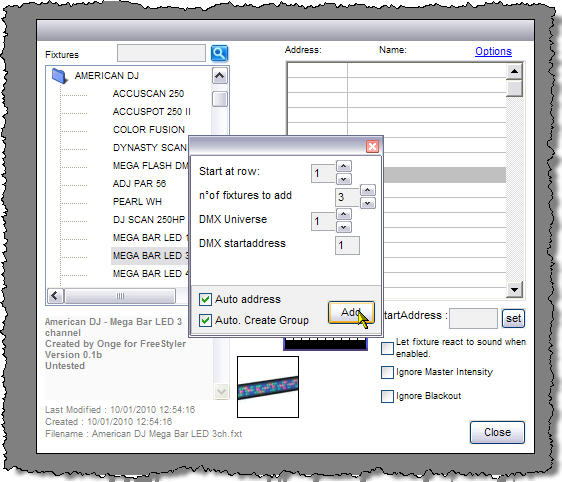 Fixtures
Address: Name: Options
AMERICAN DJ
ACCUSCAN 250
ACCUSPOT 250 II
COLOR FUSION
DYNASTY SCAN
MEGA FLASH DM
ADJ PAR 56
PEARL WH
DJ SCAN 250HP
MEGA BAR LED 1
MEGA BAR LED 3
MEGA BAR LED 4
Start at row: 1
n°of fixtures to add 3
DMX Universe 1
DMX startaddress 1
Auto address
Auto. Create Group
Add
American DJ - Mega Bar LED 3
channel
Created by Onge for FreeStyler
Version 0.1b
Untested
tartAddress : set
Let fixture react to sound when
enabled.
Ignore Master Intensity
Ignore Blackout
Last Modified : 10/01/2010 12:54:16
Created : 10/01/2010 12:54:16
Filename : American DJ Mega Bar LED 3ch.fxt
Close